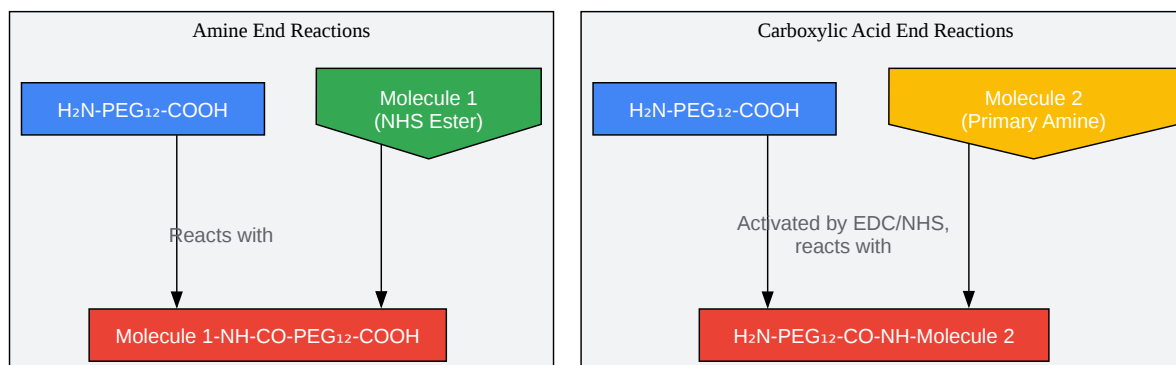 Amine End Reactions
H₂N-PEG₁₂-COOH
Molecule 1
(NHS Ester)
Reacts with
Molecule 1-NH-CO-PEG₁₂-COOH
Carboxylic Acid End Reactions
H₂N-PEG₁₂-COOH
Molecule 2
(Primary Amine)
Activated by EDC/NHS,
reacts with
H₂N-PEG₁₂-CO-NH-Molecule 2